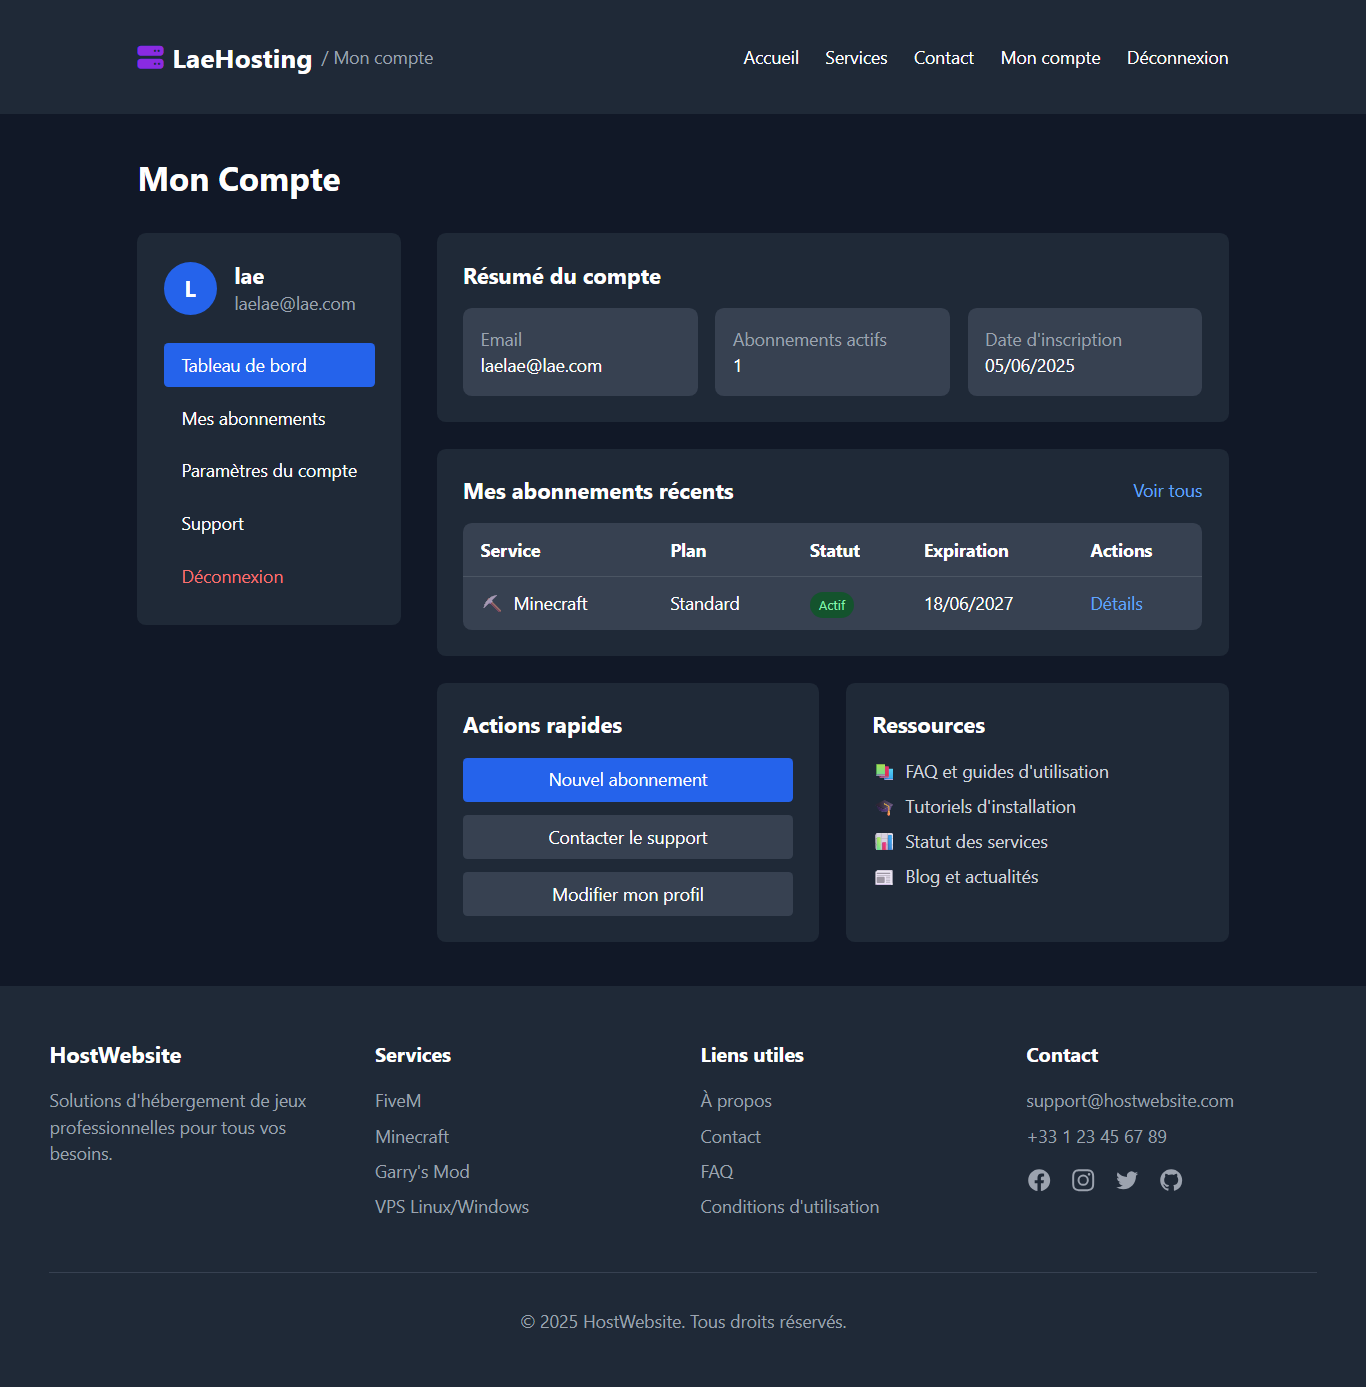 LaeHosting / Mon compte
Accueil Services Contact Mon compte Déconnexion
Mon Compte
L
lae
laelae@lae.com
Tableau de bord
Mes abonnements
Paramètres du compte
Support
Déconnexion
Résumé du compte
Email
laelae@lae.com
Abonnements actifs
1
Date d'inscription
05/06/2025
Mes abonnements récents
Voir tous
Service Plan Statut Expiration Actions
Minecraft Standard Actif 18/06/2027 Détails
Actions rapides
Nouvel abonnement
Contacter le support
Modifier mon profil
Ressources
FAQ et guides d'utilisation
Tutoriels d'installation
Statut des services
Blog et actualités
HostWebsite
Solutions d'hébergement de jeux
professionnelles pour tous vos
besoins.
Services
FiveM
Minecraft
Garry's Mod
VPS Linux/Windows
Liens utiles
À propos
Contact
FAQ
Conditions d'utilisation
Contact
support@hostwebsite.com
+33 1 23 45 67 89
© 2025 HostWebsite. Tous droits réservés.